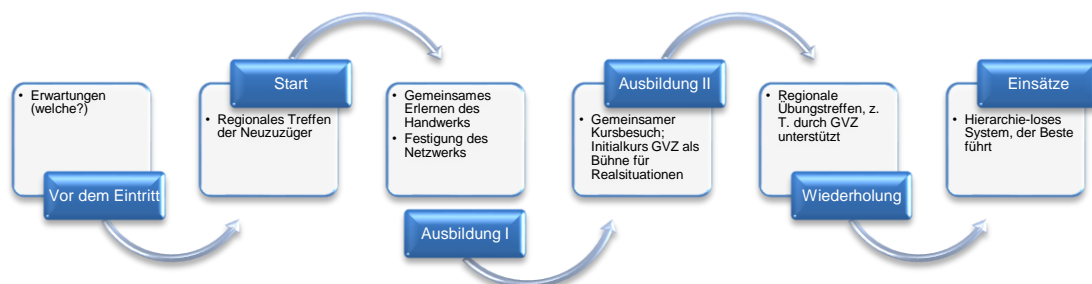 • Erwartungen
(welche?)
Vor dem Eintritt
Start
• Regionales Treffen
der Neuzuzüger
• Gemeinsames
Erlernen des
Handwerks
• Festigung des
Netzwerks
Ausbildung I
Ausbildung II
• Gemeinsamer
Kursbesuch;
Initialkurs GVZ als
Bühne für
Realsituationen
• Regionale
Übungstreffen, z.
T. durch GVZ
unterstützt
Wiederholung
Einsätze
• Hierarchie-loses
System, der Beste
führt